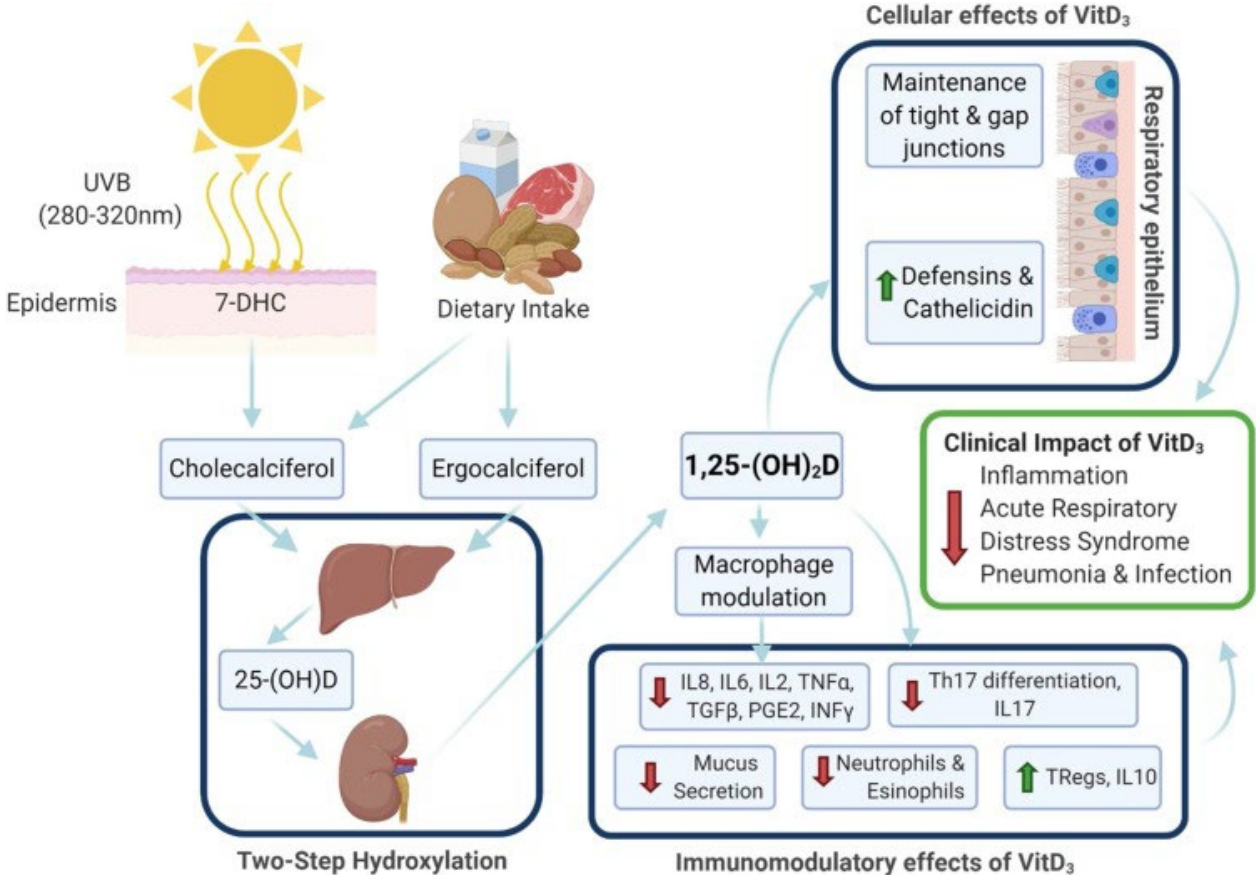 Cellular effects of VitD₃
Maintenance
of tight & gap
junctions
Defensins &
Cathelicidin
Respiratory epithelium
UVB
(280-320nm)
Epidermis
7-DHC
Dietary Intake
Cholecalciferol
Ergocalciferol
1,25-(OH)₂D
Clinical Impact of VitD₃
Inflammation
Acute Respiratory
Distress Syndrome
Pneumonia & Infection
Macrophage
modulation
25-(OH)D
IL8, IL6, IL2, TNFα,
TGFβ, PGE2, INFγ
Th17 differentiation,
IL17
Mucus
Secretion
Neutrophils &
Esinophils
TRegs, IL10
Two-Step Hydroxylation
Immunomodulatory effects of VitD₃